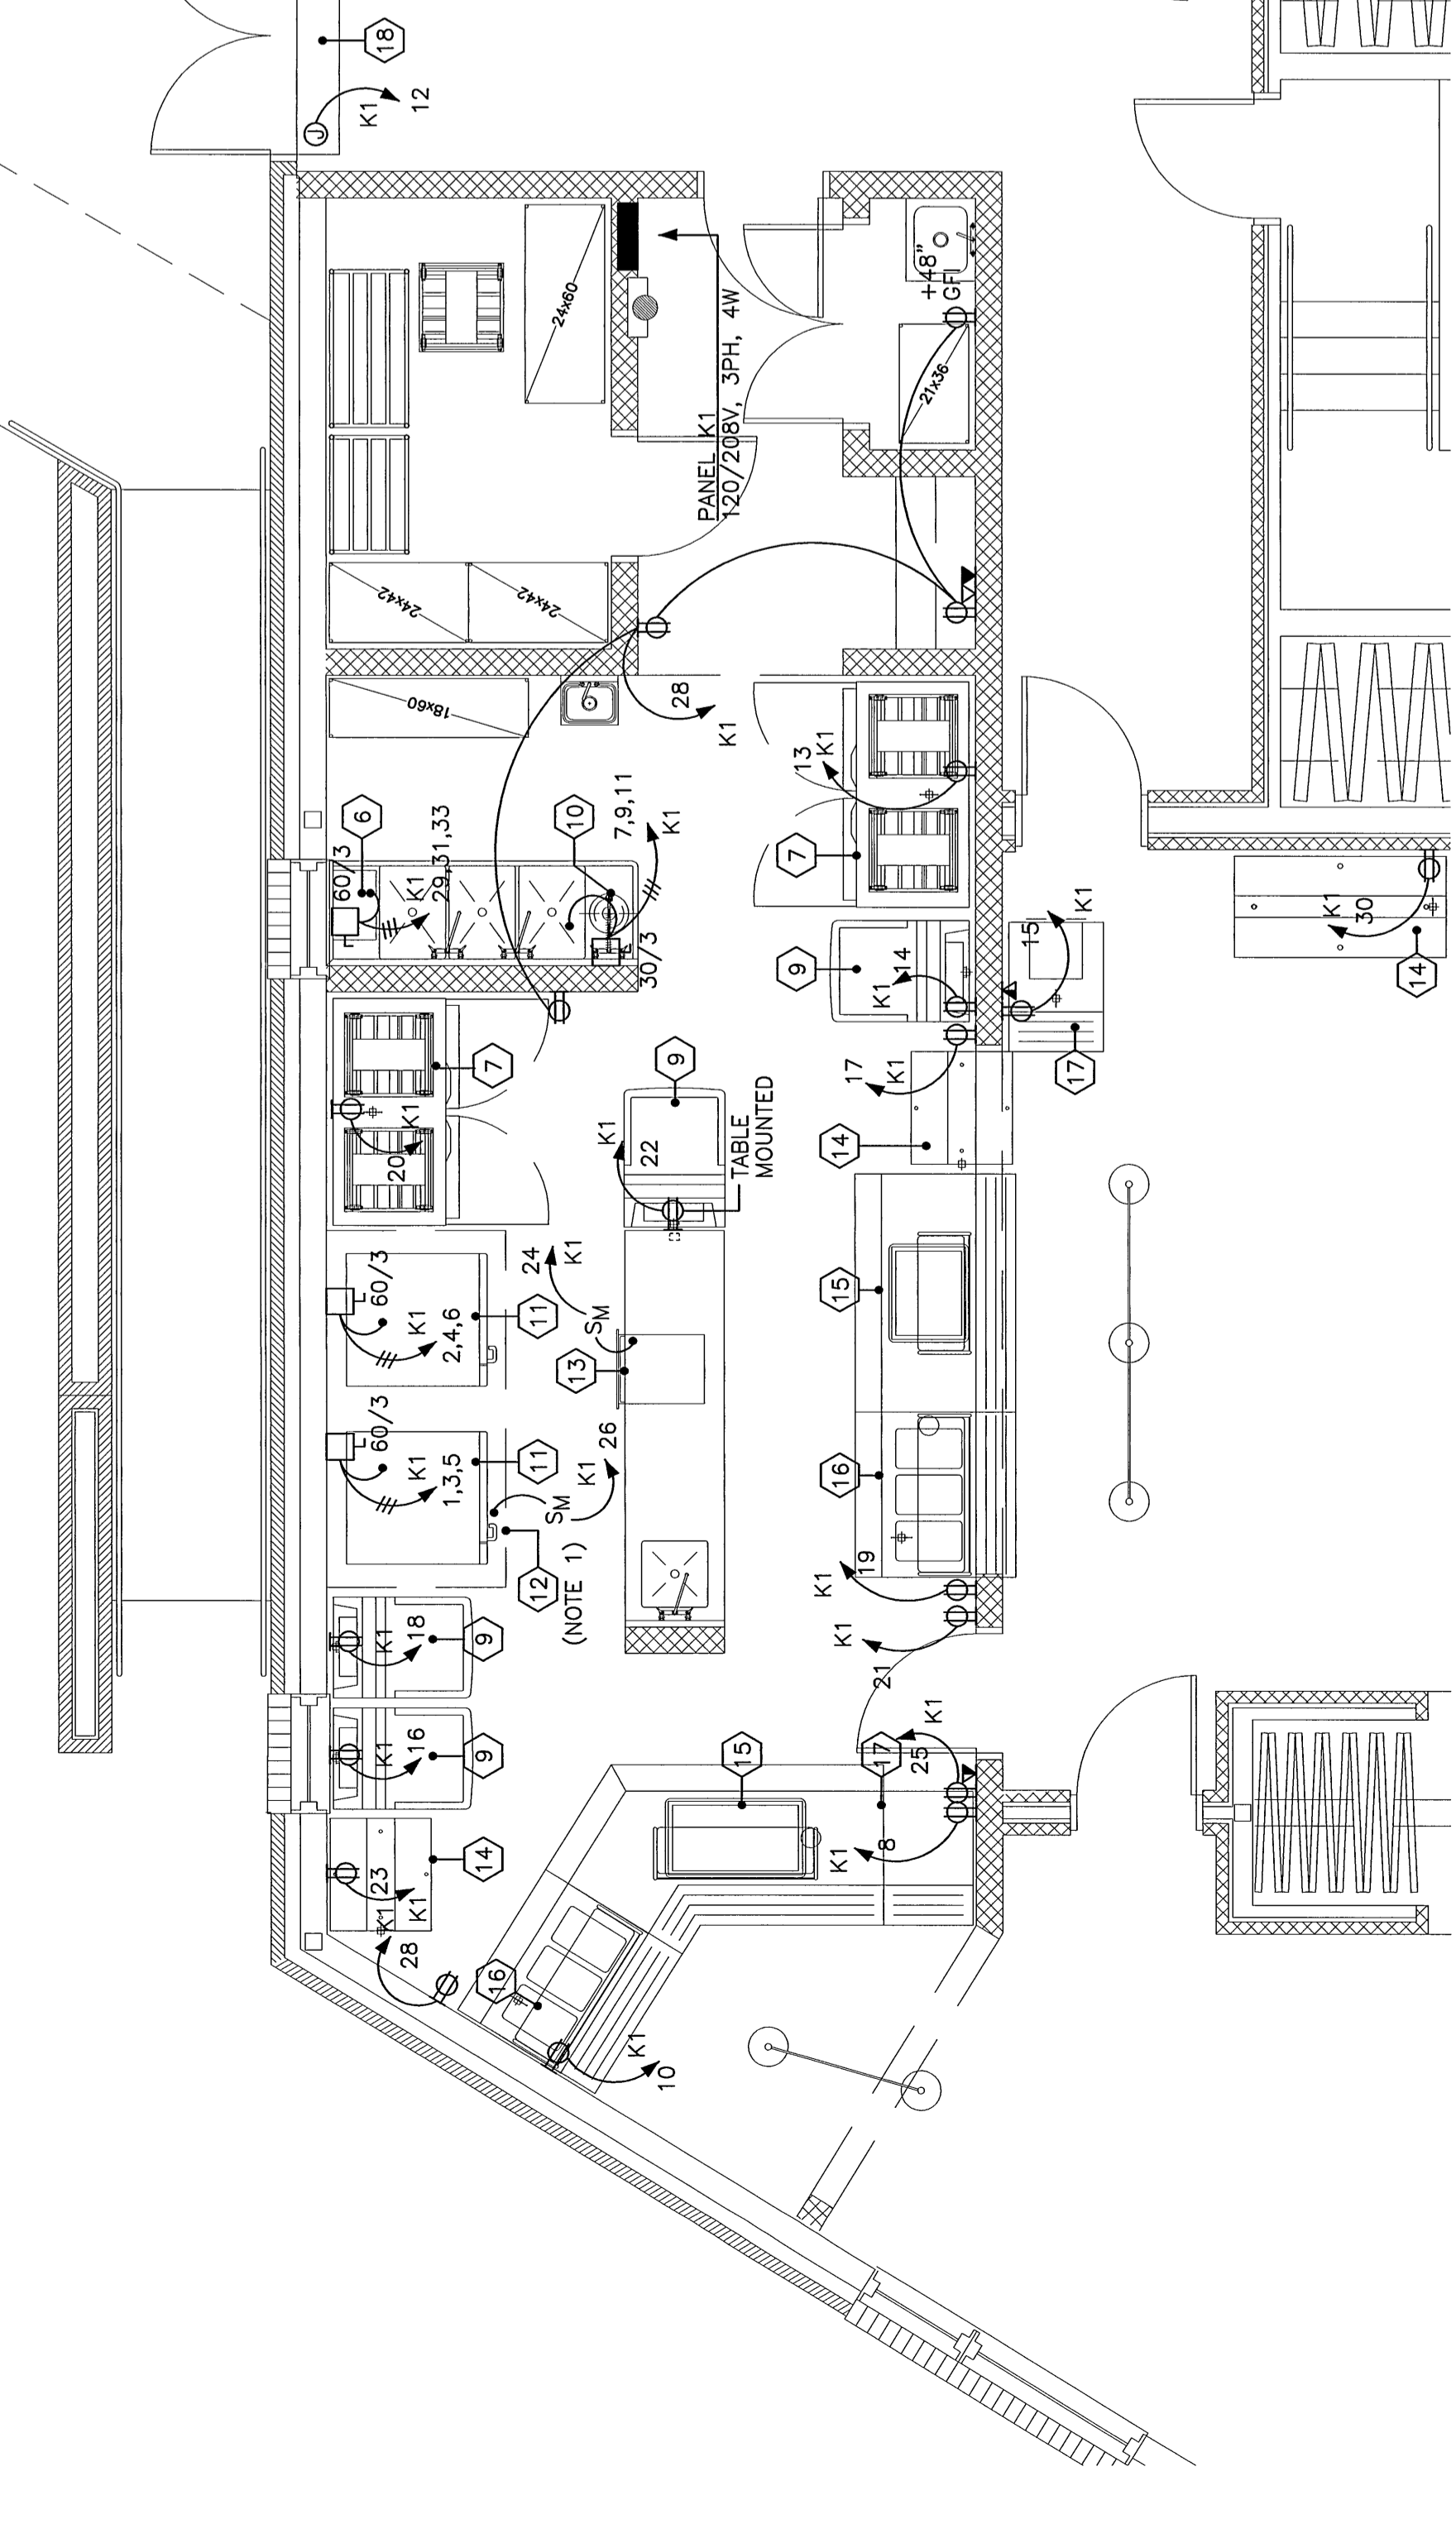 18
K1
12
24x60
+48"
GFI
21x36
PANEL K1
120/208V, 3PH, 4W
24x42
24x42
18x60
28
K1
13
K1
7
6
60/3
K1
29,31,33
10
7,9,11
K1
30/3
9
K1
14
15
K1
17
K1
30
14
17
K1
14
7
K1
20
9
K1
22
TABLE
MOUNTED
60/3
K1
2,4,6
11
24
K1
SM
13
15
60/3
K1
1,3,5
11
26
K1
SM
12
(NOTE 1)
16
19
K1
K1
21
K1
18
9
K1
16
9
15
17
K1
25
K1
8
14
23
K1
K1
28
16
K1
10
J